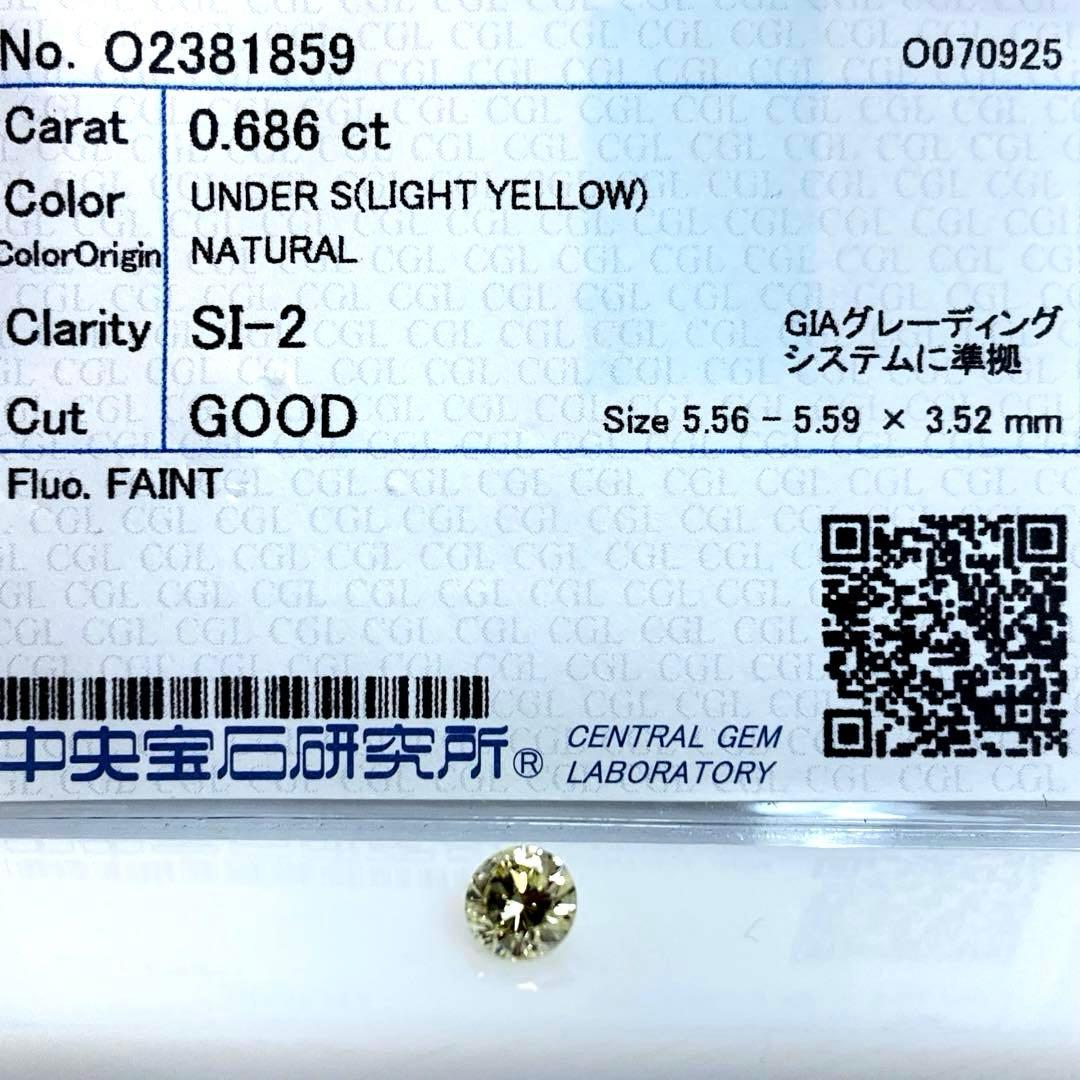 No. O2381859 O070925
Carat 0.686 ct
Color UNDER S(LIGHT YELLOW)
ColorOrigin NATURAL
Clarity SI-2
GIAグレーディング
システムに準拠
Cut GOOD Size 5.56 - 5.59 × 3.52 mm
Fluo. FAINT
中央宝石研究所® CENTRAL GEM
LABORATORY